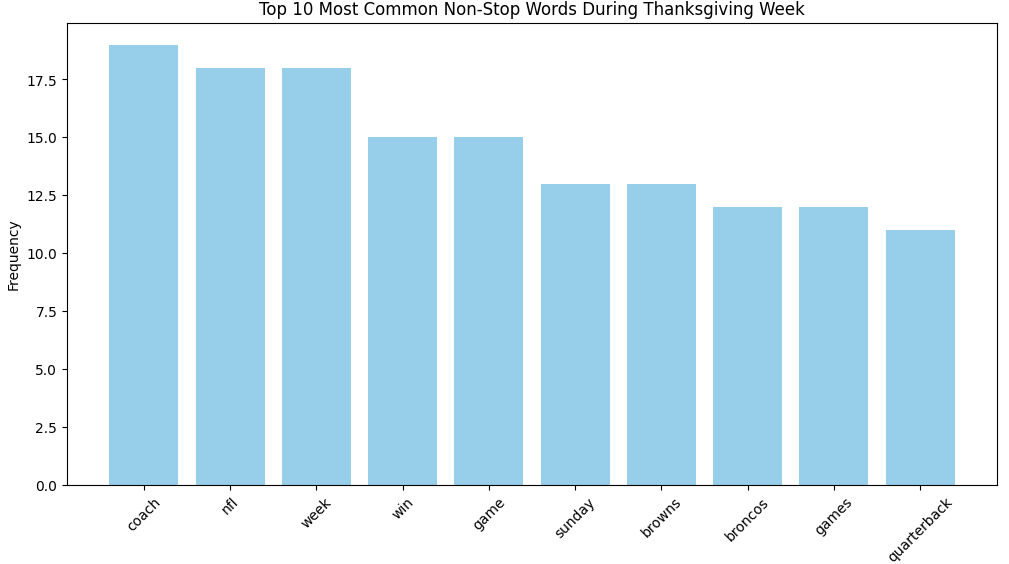 Top 10 Most Common Non-Stop Words During Thanksgiving Week
Frequency
17.5
15.0
12.5
10.0
7.5
5.0
2.5
0.0
coach
nfl
week
win
game
sunday
browns
broncos
games
quarterback